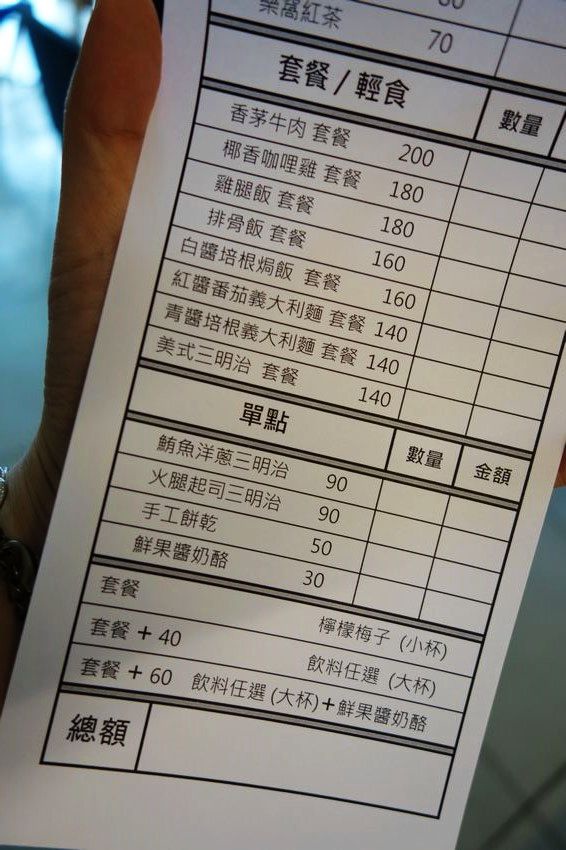 窩紅茶 70
套餐 / 輕食 數量
香茅牛肉 套餐 200
椰香咖哩雞 套餐 180
雞腿飯 套餐 180
排骨飯 套餐 160
白醬培根焗飯 套餐 160
紅醬番茄義大利麵 套餐 140
青醬培根義大利麵 套餐 140
美式三明治 套餐 140
單點 數量 金額
鮪魚洋蔥三明治 90
火腿起司三明治 90
手工餅乾 50
鮮果醬奶酪 30
套餐 檸檬梅子 (小杯)
套餐 + 40 飲料任選 (大杯)
套餐 + 60 飲料任選 (大杯) + 鮮果醬奶酪
總額